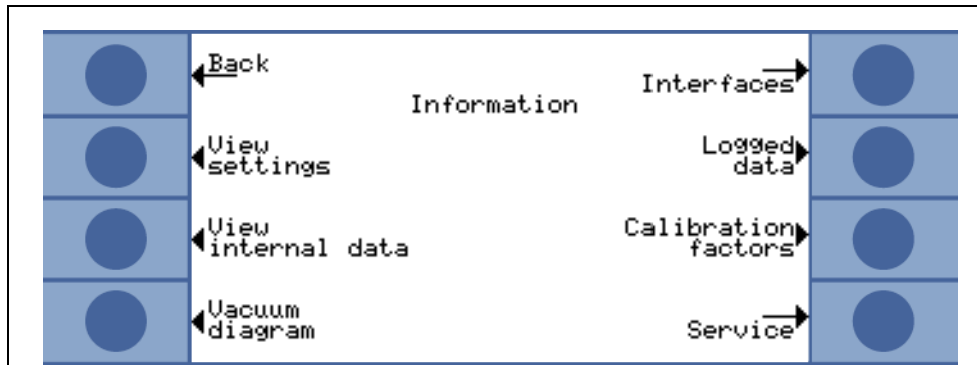 Back
Interfaces
Information
View
settings
Logged
data
View
internal data
Calibration
factors
Vacuum
diagram
Service